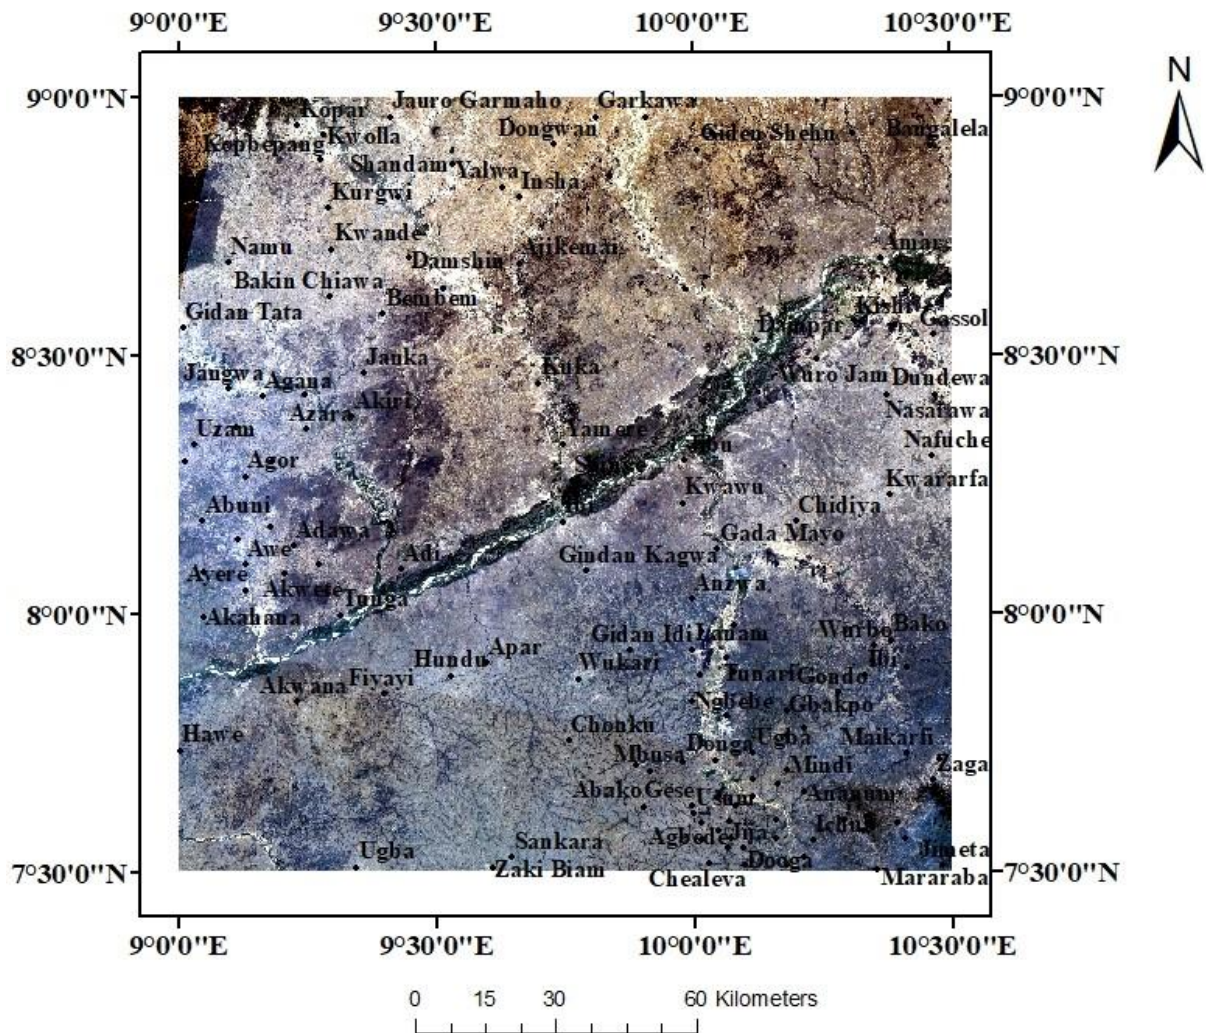 9°0'0"E 9°30'0"E 10°0'0"E 10°30'0"E
N
9°0'0"N 9°0'0"N
Jauro Garmaho Garkawa
Kopar
Dongwan Giden Shehu Bangalela
Kwolla
Kopbepang
Shandam Yalwa
Insha
Kurgwi
Kwande
Namu Ajikemai Amar
Damshin
Bakin Chiawa
Bembem
Gidan Tata Kishi Gassol
Dampar
8°30'0"N 8°30'0"N
Jauka
Kuka
Jangwa Agana Wuro Jam Dundewa
Akiri
Azara Nasarawa
Uzam Yamere Nafuche
Agor
Kwararfa
Kwawu
Abuni Chidiya
Adawa Gada Mayo
Awe Adi Gindan Kagwa
Ayere Akwete Anzwa
Tunga
8°0'0"N Akahana 8°0'0"N
Gidan Idi Wurbo Bako
Apar
Hundu Wukari Ibi
Akwana Fiyayi Gondo
Ngbebe Gbakpo
Hawe Chonku
Donga Ugba Maikarfi
Mbusa Mindi Zaga
Abako Gese
Agbede
Ugba Sankara Jimeta
7°30'0"N Zaki Biam Chealeva Mararaba 7°30'0"N
9°0'0"E 9°30'0"E 10°0'0"E 10°30'0"E
0 15 30 60 Kilometers